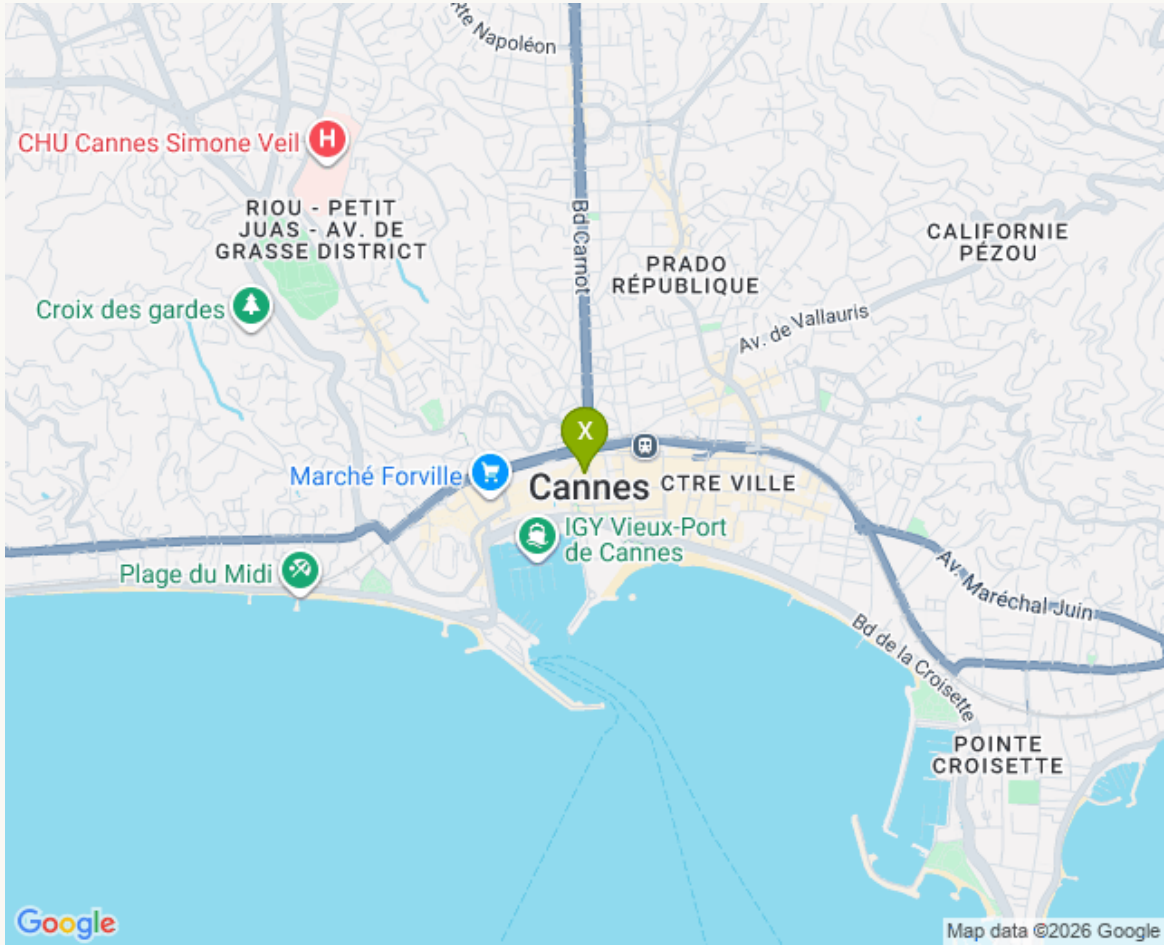 Rte Napoléon
CHU Cannes Simone Veil
H
RIOU - PETIT
JUAS - AV. DE
GRASSE DISTRICT
Bd Carnot
CALIFORNIE
PÉZOU
PRADO
RÉPUBLIQUE
Croix des gardes
Av. de Vallauris
X
Marché Forville
Cannes
CTRE VILLE
IGY Vieux-Port
de Cannes
Plage du Midi
Av. Maréchal Juin
Bd de la Croisette
POINTE
CROISETTE
Google
Map data ©2026 Google